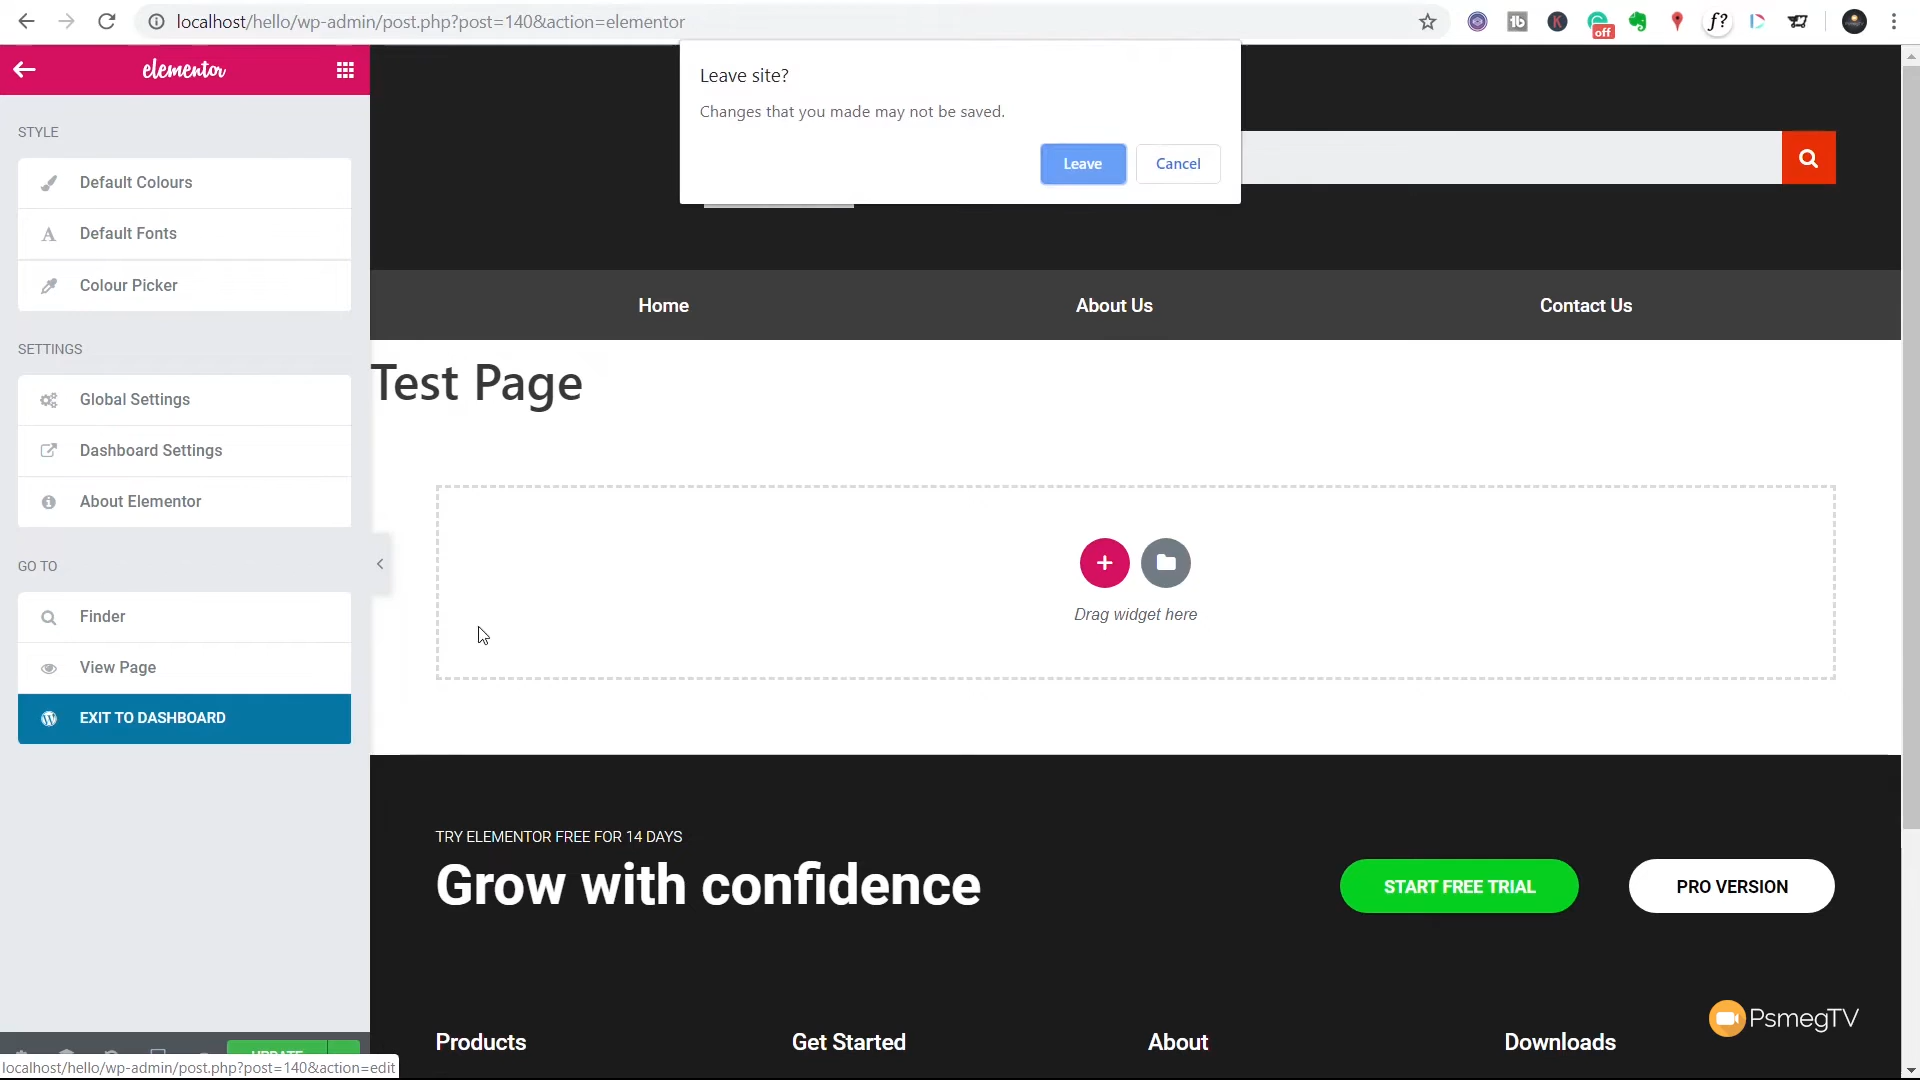 localhost/hello/wp-admin/post.php?post=140&action=elementor
off
elementor
Leave site?
Changes that you made may not be saved.
Leave
Cancel
STYLE
Default Colours
Default Fonts
Colour Picker
SETTINGS
Global Settings
Dashboard Settings
About Elementor
GO TO
Finder
View Page
EXIT TO DASHBOARD
UPDATE
localhost/hello/wp-admin/post.php?post=140&action=edit
Home
About Us
Contact Us
Test Page
Drag widget here
TRY ELEMENTOR FREE FOR 14 DAYS
Grow with confidence
START FREE TRIAL
PRO VERSION
PsmegTV
Products
Get Started
About
Downloads